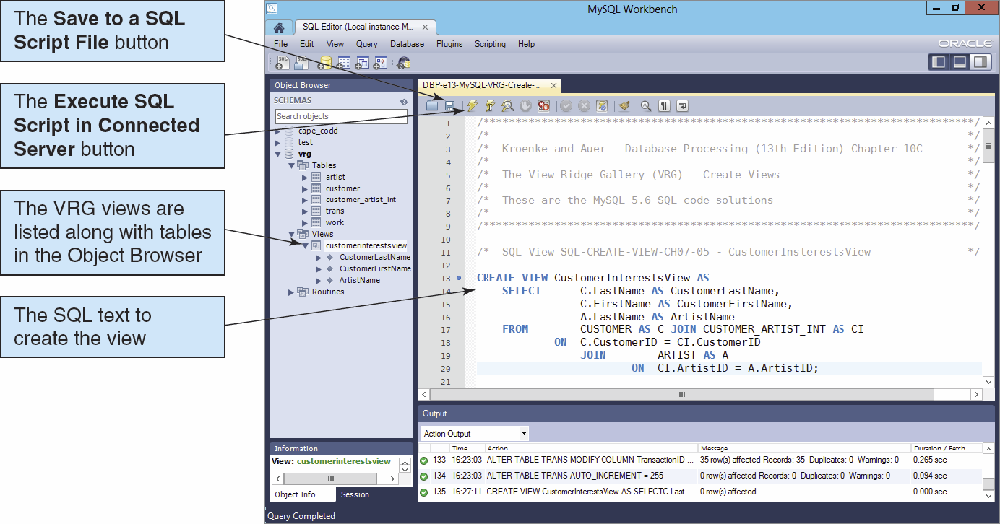 The Save to a SQL
Script File button
The Execute SQL
Script in Connected
Server button
The VRG views are
listed along with tables
in the Object Browser
The SQL text to
create the view
MySQL Workbench
SQL Editor (Local instance M...
File Edit View Query Database Plugins Scripting Help
ORACLE
Object Browser
SCHEMAS
Search objects
cape_codd
test
vrg
Tables
artist
customer
customer_artist_int
trans
work
Views
customerinterestsview
CustomerLastName
CustomerFirstName
ArtistName
Routines
Information
View: customerinterestsview
Object Info Session
Query Completed
DBP-e13-MySQL-VRG-Create-...
1 /****************************************************************************/
2 /* */
3 /* Kroenke and Auer - Database Processing (13th Edition) Chapter 10C */
4 /* */
5 /* The View Ridge Gallery (VRG) - Create Views */
6 /* */
7 /* These are the MySQL 5.6 SQL code solutions */
8 /* */
9 /****************************************************************************/
10
11 /* SQL View SQL-CREATE-VIEW-CH07-05 - CustomerInsterestsView */
12
13 CREATE VIEW CustomerInterestsView AS
14 SELECT C.LastName AS CustomerLastName,
15 C.FirstName AS CustomerFirstName,
16 A.LastName AS ArtistName
17 FROM CUSTOMER AS C JOIN CUSTOMER_ARTIST_INT AS CI
18 ON C.CustomerID = CI.CustomerID
19 JOIN ARTIST AS A
20 ON CI.ArtistID = A.ArtistID;
21
Output
Action Output
Time Action Message Duration / Fetch
133 16:23:03 ALTER TABLE TRANS MODIFY COLUMN TransactionID ... 35 row(s) affected Records: 35 Duplicates: 0 Warnings: 0 0.265 sec
134 16:23:03 ALTER TABLE TRANS AUTO_INCREMENT = 255 0 row(s) affected Records: 0 Duplicates: 0 Warnings: 0 0.094 sec
135 16:27:11 CREATE VIEW CustomerInterestsView AS SELECTC.Last... 0 row(s) affected 0.000 sec